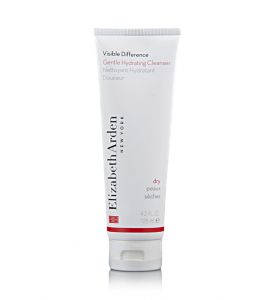 Visible Difference
Gentle Hydrating Cleanser
Nettoyant Hydratant
Douceur
Elizabeth Arden
NEW YORK
dry
peaux
sèches